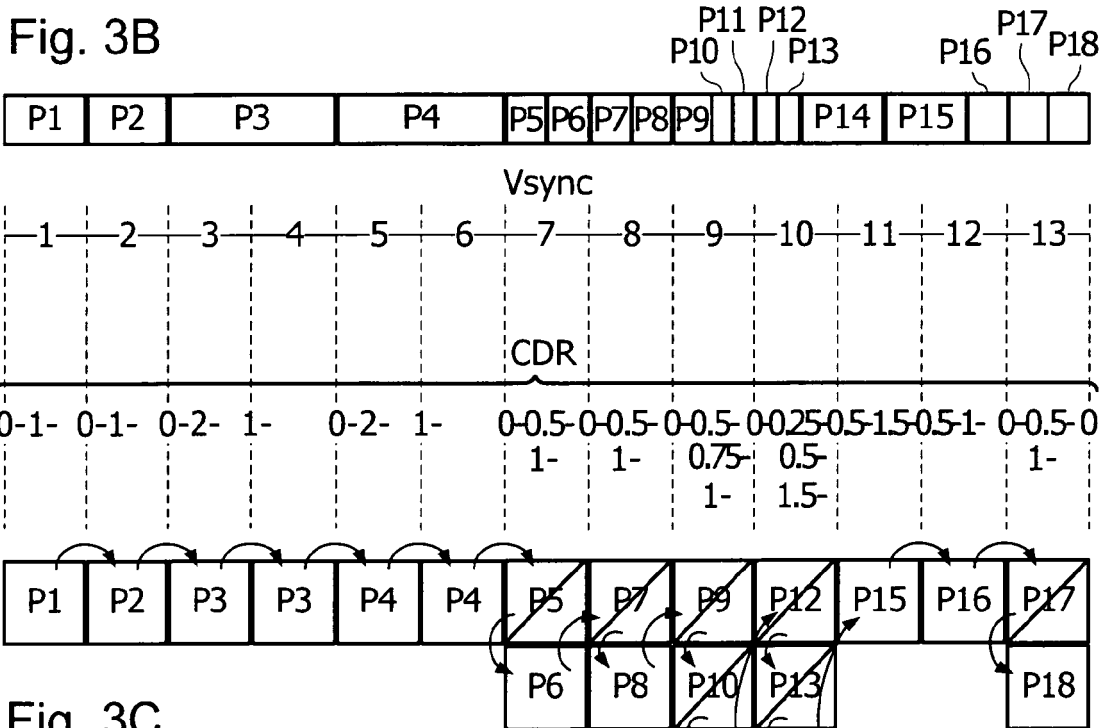 Fig. 3B
P11 P12
P10 P13
P17
P16 P18
P1 P2 P3 P4 P5 P6 P7 P8 P9 P14 P15
Vsync
1 2 3 4 5 6 7 8 9 10 11 12 13
CDR
0-1- 0-1- 0-2- 1- 0-2- 1- 0-0.5- 0-0.5- 0-0.5- 0-0.25-0.5-1.5-0.5-1- 0-0.5-0
1- 1- 0.75- 0.5- 1-
1- 1.5-
P1 P2 P3 P3 P4 P4 P5 P7 P9 P12 P15 P16 P17
P6 P8 P10 P13 P18
Fig. 3C